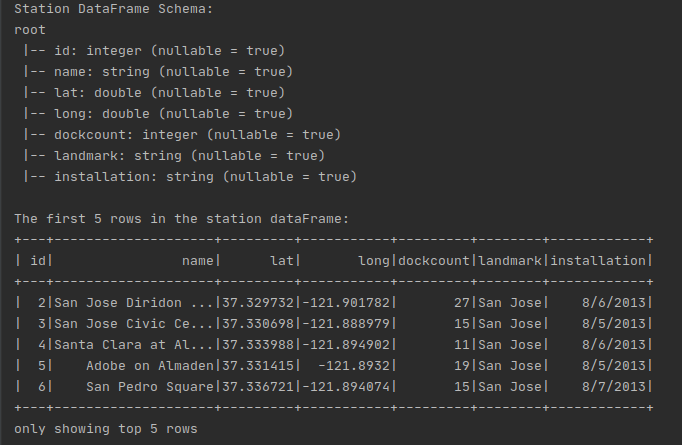 Station DataFrame Schema:
root
 |-- id: integer (nullable = true)
 |-- name: string (nullable = true)
 |-- lat: double (nullable = true)
 |-- long: double (nullable = true)
 |-- dockcount: integer (nullable = true)
 |-- landmark: string (nullable = true)
 |-- installation: string (nullable = true)

The first 5 rows in the station dataFrame:
+---+--------------------+---------+-----------+---------+--------+------------+
| id|                name|      lat|       long|dockcount|landmark|installation|
+---+--------------------+---------+-----------+---------+--------+------------+
|  2|San Jose Diridon ...|37.329732|-121.901782|       27|San Jose|    8/6/2013|
|  3|San Jose Civic Ce...|37.330698|-121.888979|       15|San Jose|    8/5/2013|
|  4|Santa Clara at Al...|37.333988|-121.894902|       11|San Jose|    8/6/2013|
|  5|    Adobe on Almaden|37.331415|  -121.8932|       19|San Jose|    8/5/2013|
|  6|    San Pedro Square|37.336721|-121.894074|       15|San Jose|    8/7/2013|
+---+--------------------+---------+-----------+---------+--------+------------+
only showing top 5 rows